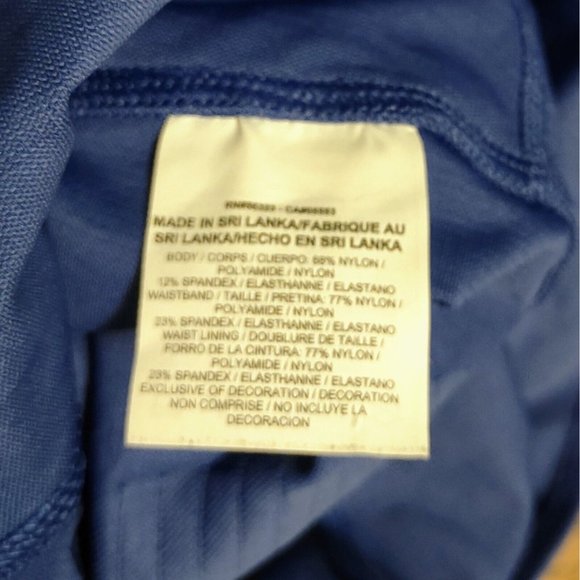 MADE IN SRI LANKA/FABRIQUE AU
SRI LANKA/HECHO EN SRI LANKA
BODY / CORPS / CUERPO: 88% NYLON /
POLYAMIDE / NYLON
12% SPANDEX / ELASTHANNE / ELASTANO
WAISTBAND / TAILLE / PRETINA: 77% NYLON /
POLYAMIDE / NYLON
23% SPANDEX / ELASTHANNE / ELASTANO
WAIST LINING / DOUBLURE DE TAILLE /
FORRO DE LA CINTURA: 77% NYLON /
POLYAMIDE / NYLON
23% SPANDEX / ELASTHANNE / ELASTANO
EXCLUSIVE OF DECORATION / DECORATION
NON COMPRISE / NO INCLUYE LA
DECORACION